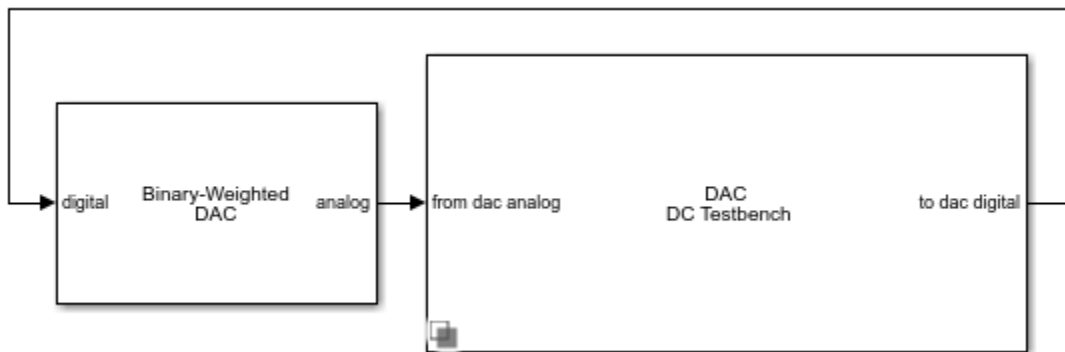 digital
Binary-Weighted
DAC
analog
from dac analog
DAC
DC Testbench
to dac digital